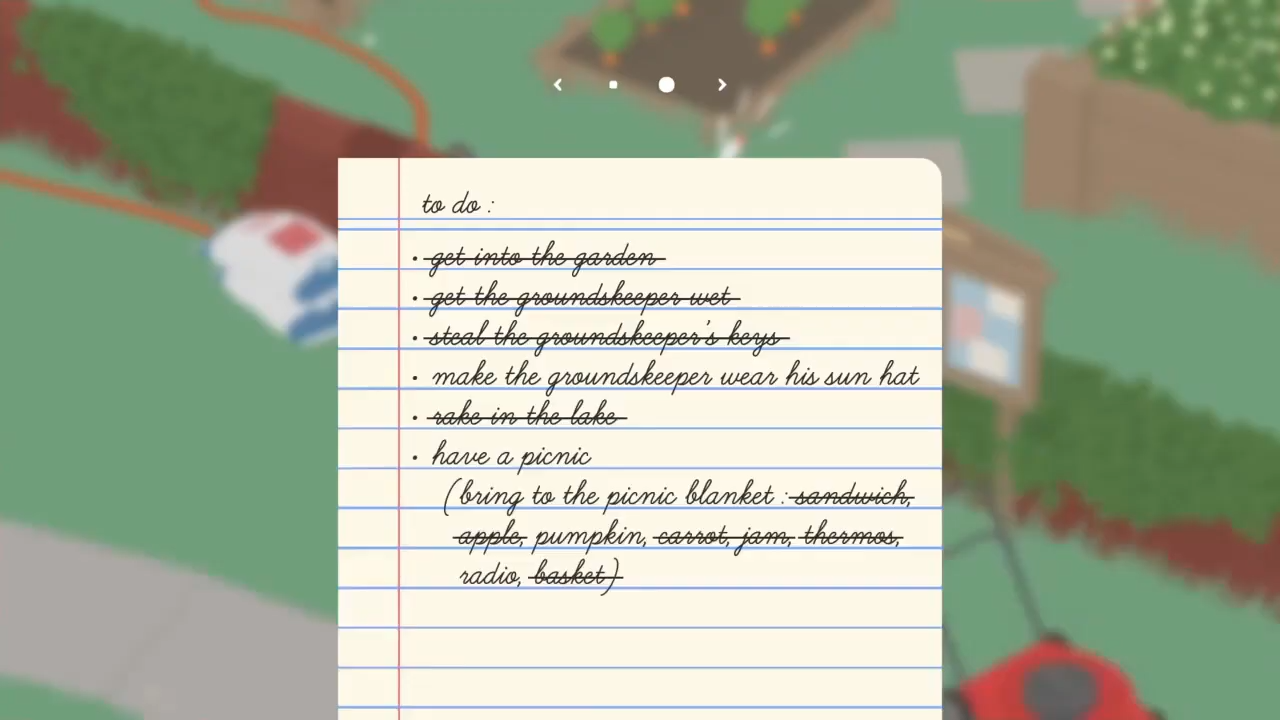 to do :
• get into the garden
• get the groundskeeper wet
• steal the groundskeeper's keys
• make the groundskeeper wear his sun hat
• rake in the lake
• have a picnic
(bring to the picnic blanket : sandwich,
apple, pumpkin, carrot, jam, thermos,
radio, basket)